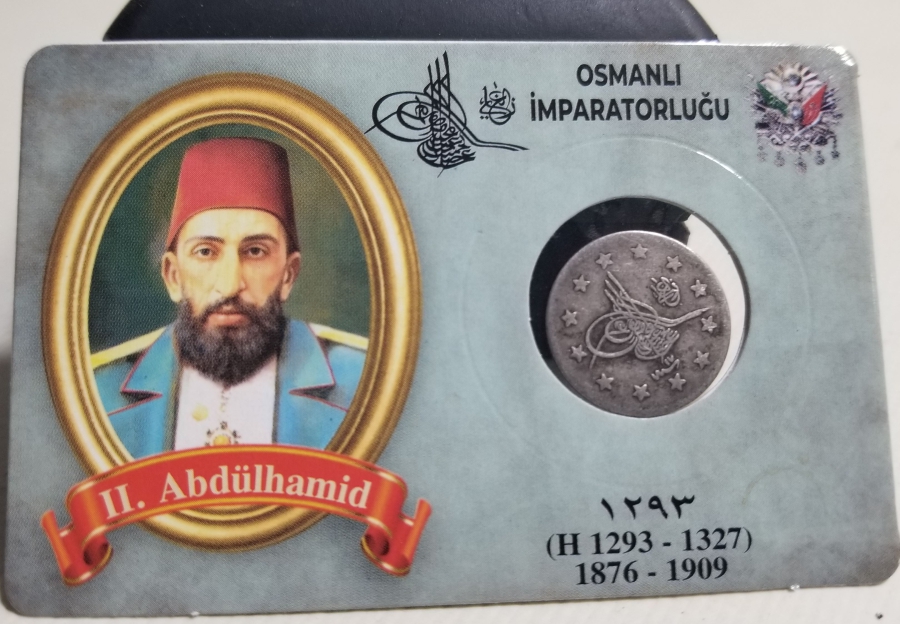 OSMANLI
İMPARATORLUĞU
II. Abdülhamid
١٢٩٣
(H 1293 - 1327)
1876 - 1909